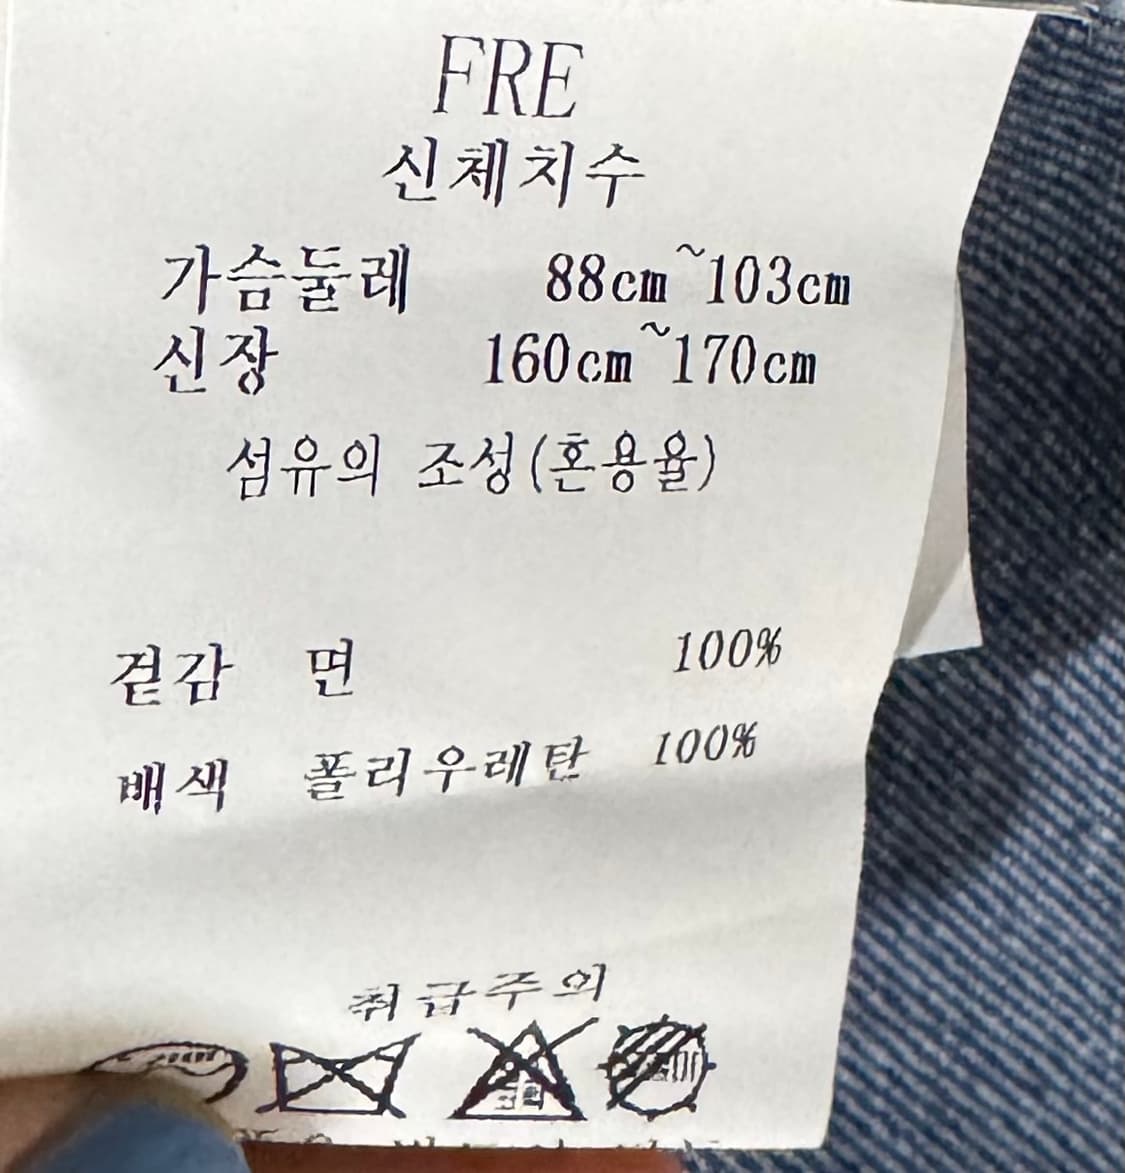 FRE
신체치수
가슴둘레 88cm~103cm
신장 160cm~170cm
섬유의 조성(혼용율)
겉감 면 100%
배색 폴리우레탄 100%
취급주의